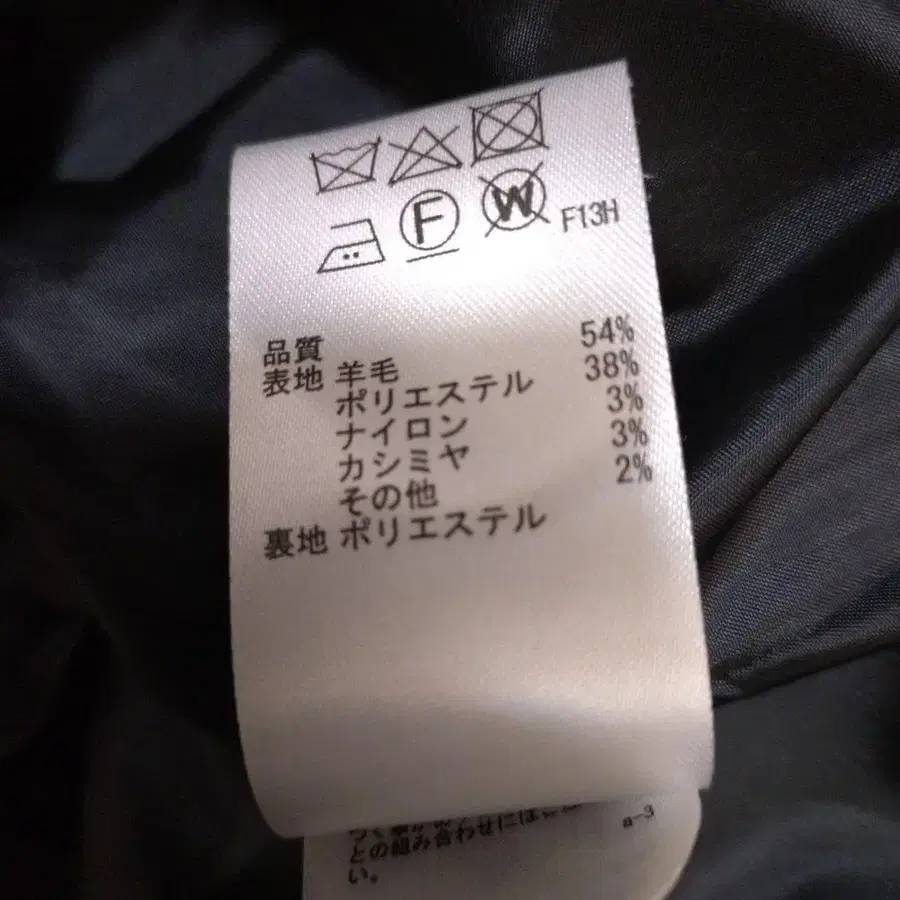 F W F13H
品質
表地 羊毛 54%
ポリエステル 38%
ナイロン 3%
カシミヤ 3%
その他 2%
裏地 ポリエステル
a-3
との組み合わせには
い。